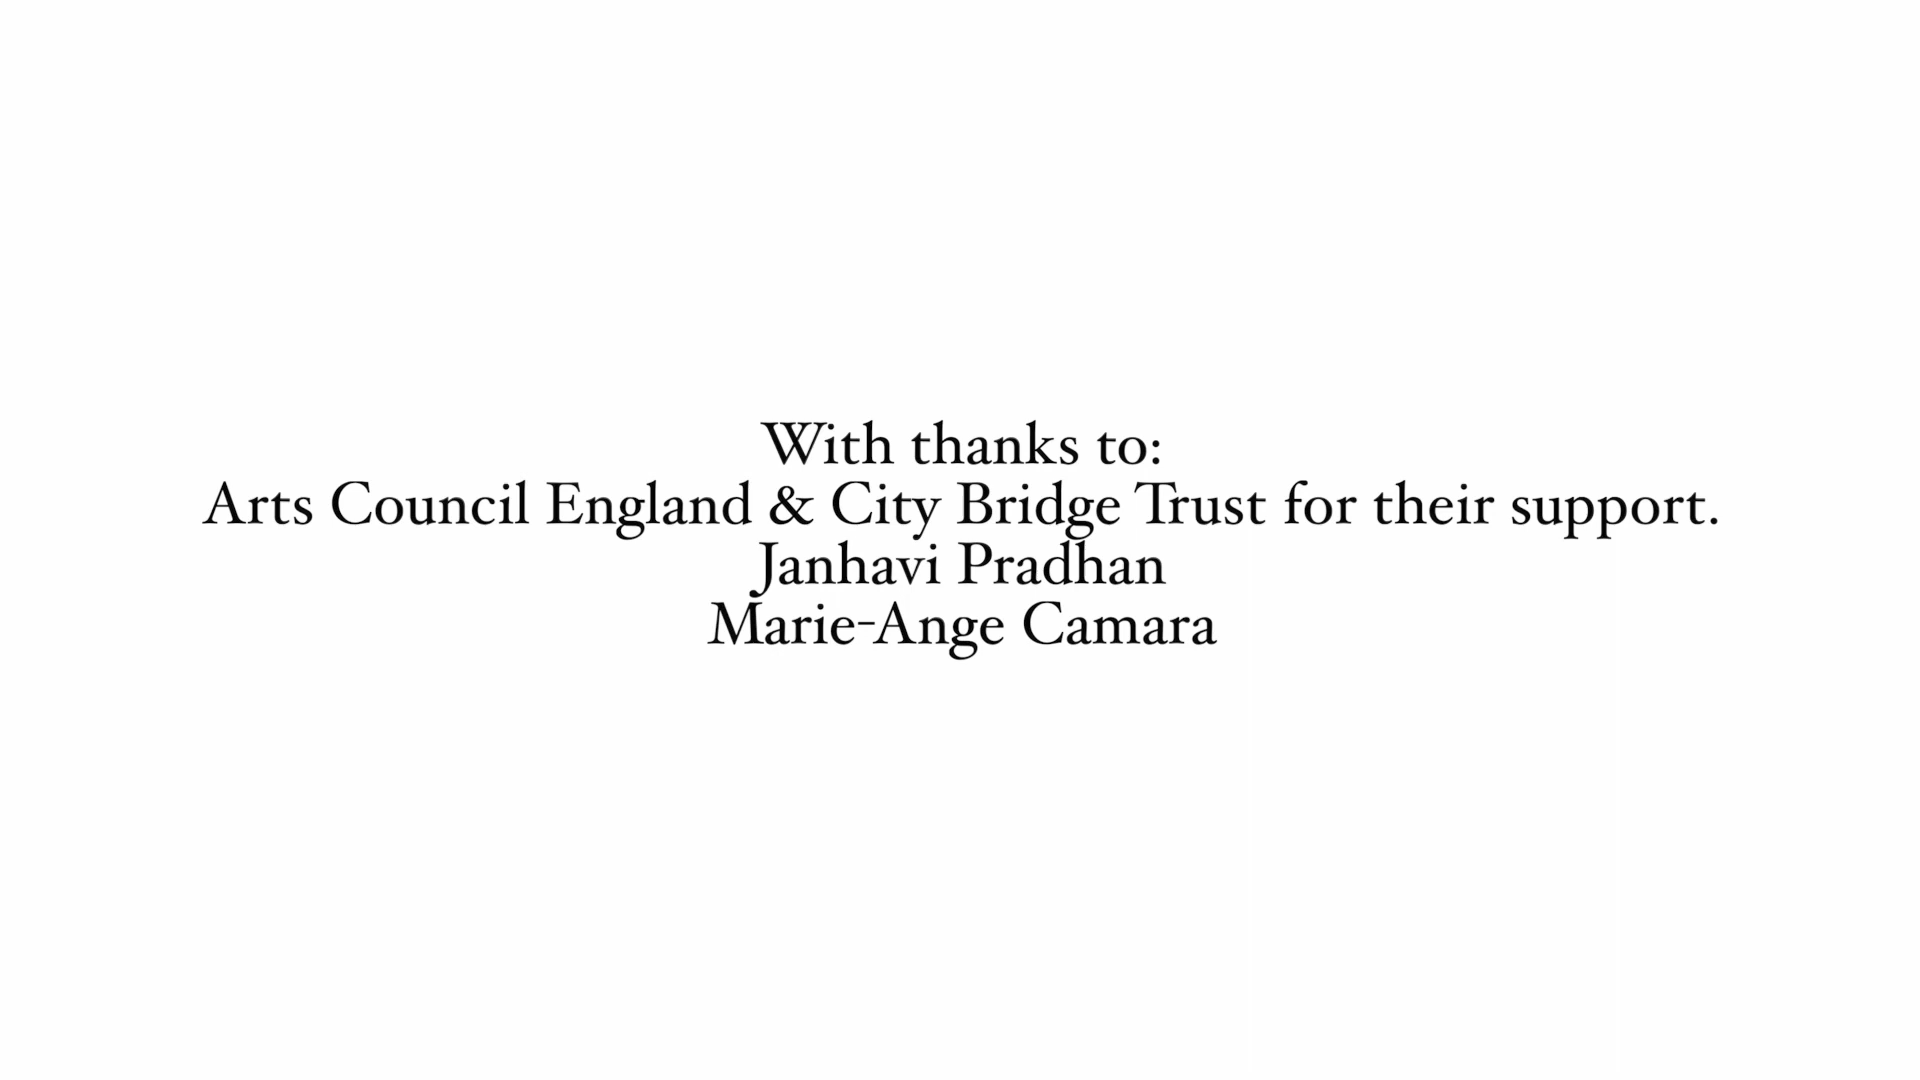 With thanks to:
Arts Council England & City Bridge Trust for their support.
Janhavi Pradhan
Marie-Ange Camara